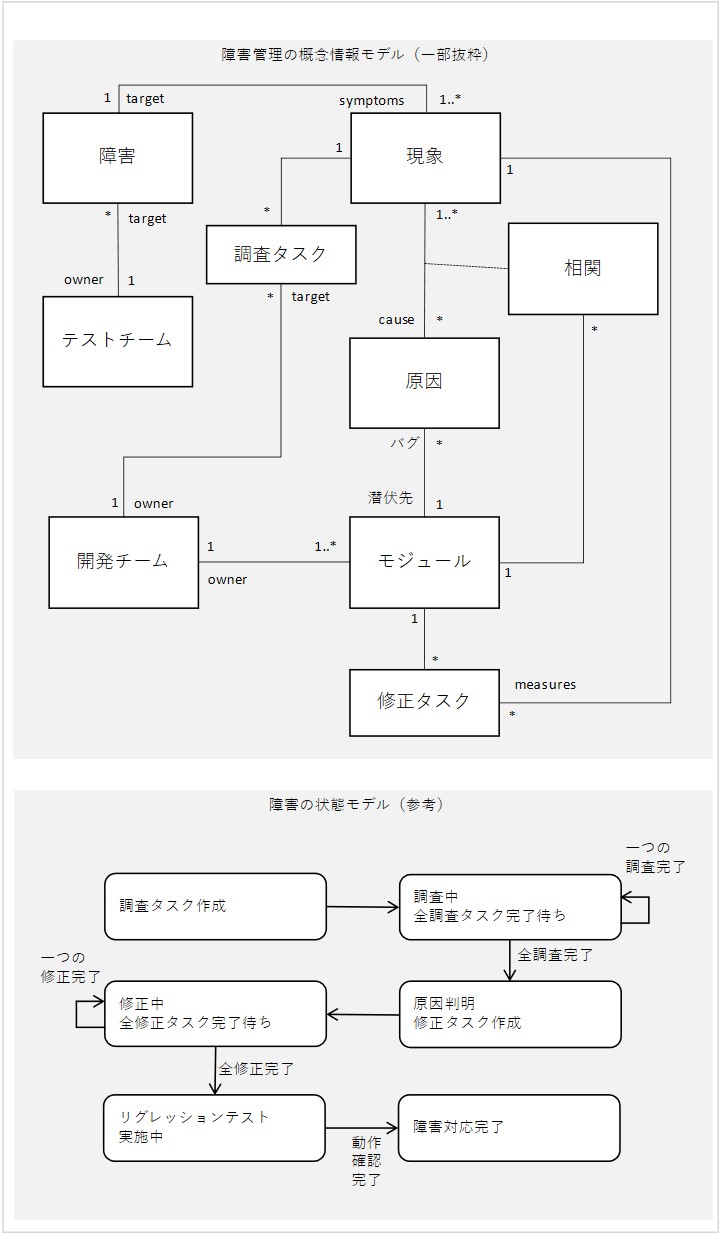 障害管理の概念情報モデル（一部抜粋）
1 target
symptoms 1..*
障害
現象
1
1
* target
*
1..*
調査タスク
相関
owner 1
* target
cause *
*
テストチーム
原因
バグ *
潜伏先 1
1 owner
開発チーム
1
owner
1..*
モジュール
1
1
*
修正タスク
measures
*
障害の状態モデル（参考）
一つの
調査完了
調査タスク作成
調査中
全調査タスク完了待ち
全調査完了
一つの
修正完了
修正中
全修正タスク完了待ち
原因判明
修正タスク作成
全修正完了
リグレッションテスト
実施中
動作
確認
完了
障害対応完了